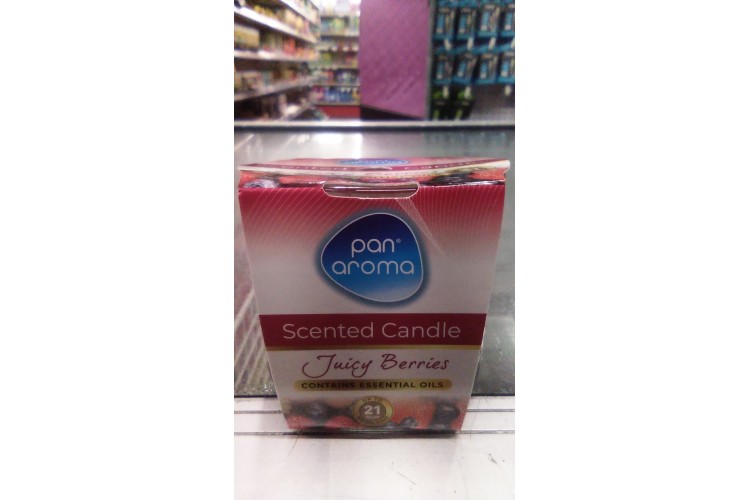 pan®
aroma
Scented Candle
Juicy Berries
CONTAINS ESSENTIAL OILS
21